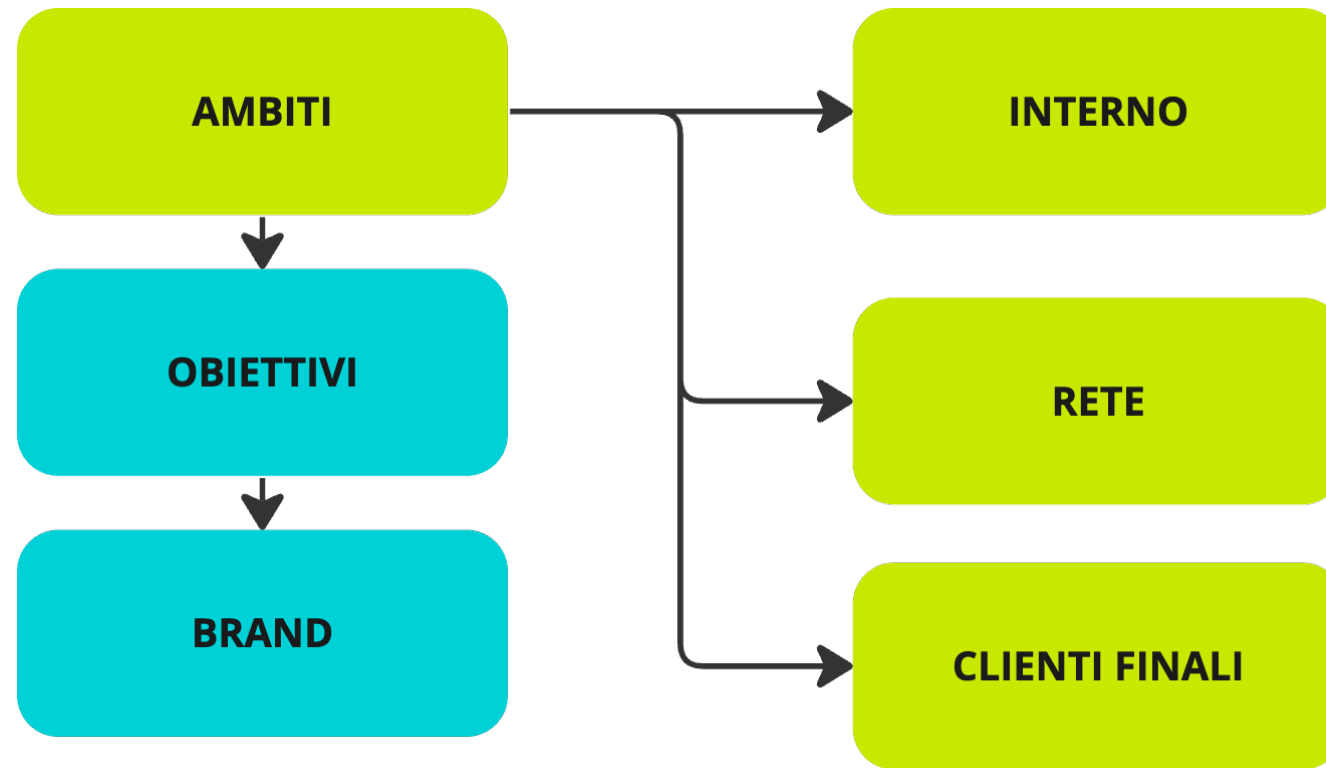 AMBITI
INTERNO
OBIETTIVI
RETE
BRAND
CLIENTI FINALI